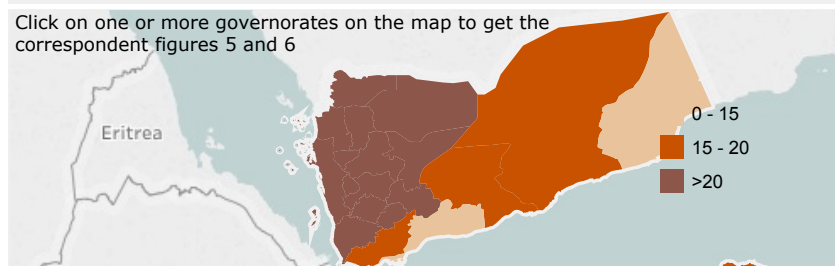 Click on one or more governorates on the map to get the
correspondent figures 5 and 6
Eritrea
0 - 15
15 - 20
>20